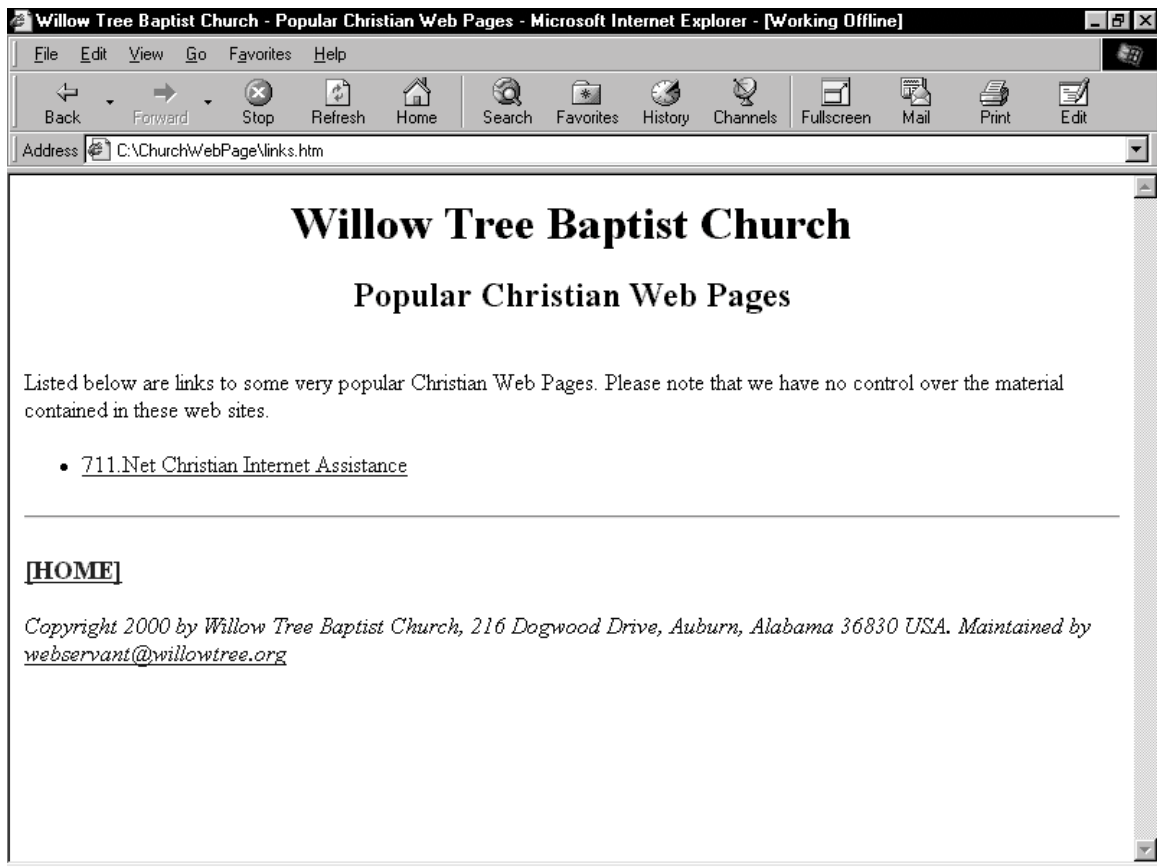 Willow Tree Baptist Church - Popular Christian Web Pages - Microsoft Internet Explorer - [Working Offline]
File Edit View Go Favorites Help
Back Forward Stop Refresh Home Search Favorites History Channels Fullscreen Mail Print Edit
Address C:\ChurchWebPage\links.htm
Willow Tree Baptist Church
Popular Christian Web Pages
Listed below are links to some very popular Christian Web Pages. Please note that we have no control over the material
contained in these web sites.
• 711.Net Christian Internet Assistance
[HOME]
Copyright 2000 by Willow Tree Baptist Church, 216 Dogwood Drive, Auburn, Alabama 36830 USA. Maintained by
webservant@willowtree.org